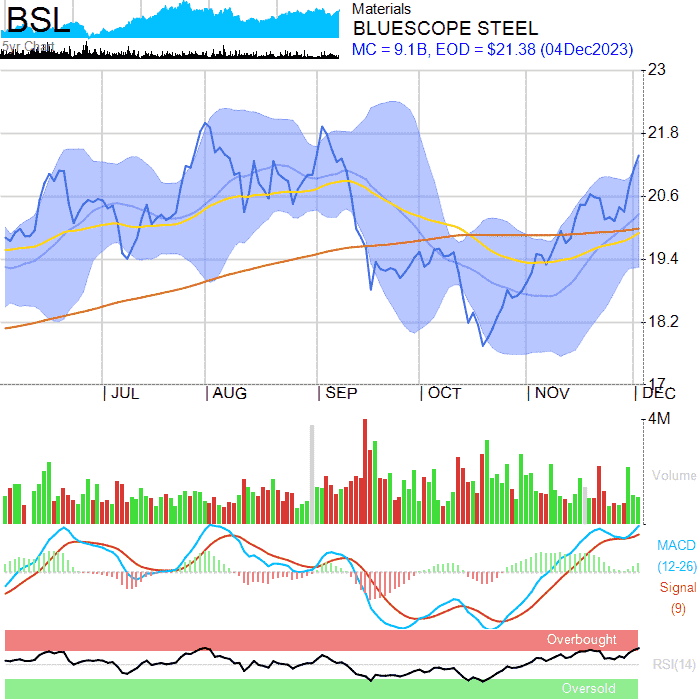 BSL
5yr Chart
Materials
BLUESCOPE STEEL
MC = 9.1B, EOD = $21.38 (04Dec2023)
23
21.8
20.6
19.4
18.2
17
JUL
AUG
SEP
OCT
NOV
DEC
4M
Volume
MACD
(12-26)
Signal
(9)
Overbought
RSI(14)
Oversold